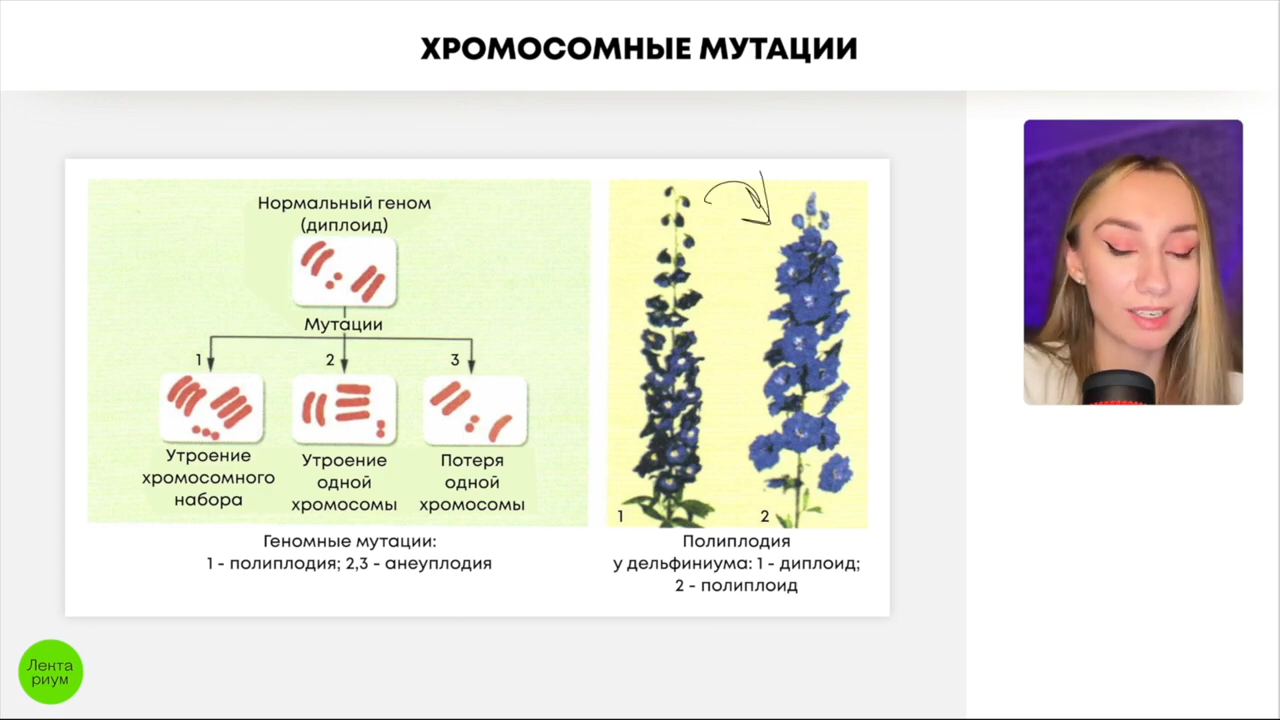 ХРОМОСОМНЫЕ МУТАЦИИ
Нормальный геном
(диплоид)
Мутации
1
2
3
Утроение
хромосомного
набора
Утроение
одной
хромосомы
Потеря
одной
хромосомы
Геномные мутации:
1 - полиплодия; 2,3 - анеуплодия
1
2
Полиплодия
у дельфиниума: 1 - диплоид;
2 - полиплоид
Лента
риум